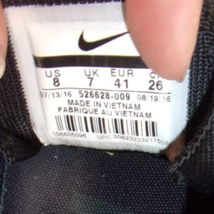 US UK EUR CM
8 7 41 26
07/13/16 526628-009 08/19/16
MADE IN VIETNAM
FABRIQUE AU VIETNAM